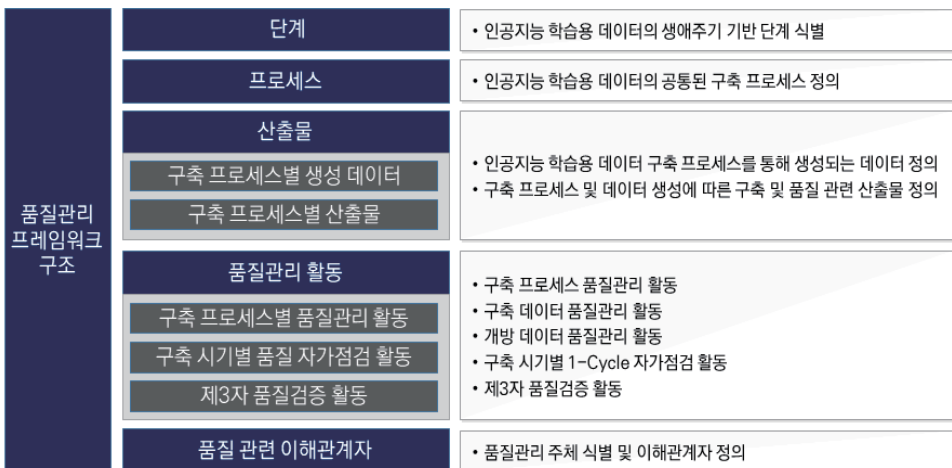 품질관리
프레임워크
구조
단계
• 인공지능 학습용 데이터의 생애주기 기반 단계 식별
프로세스
• 인공지능 학습용 데이터의 공통된 구축 프로세스 정의
산출물
구축 프로세스별 생성 데이터
구축 프로세스별 산출물
• 인공지능 학습용 데이터 구축 프로세스를 통해 생성되는 데이터 정의
• 구축 프로세스 및 데이터 생성에 따른 구축 및 품질 관련 산출물 정의
품질관리 활동
구축 프로세스별 품질관리 활동
구축 시기별 품질 자가점검 활동
제3자 품질검증 활동
• 구축 프로세스 품질관리 활동
• 구축 데이터 품질관리 활동
• 개방 데이터 품질관리 활동
• 구축 시기별 1-Cycle 자가점검 활동
• 제3자 품질검증 활동
품질 관련 이해관계자
• 품질관리 주체 식별 및 이해관계자 정의